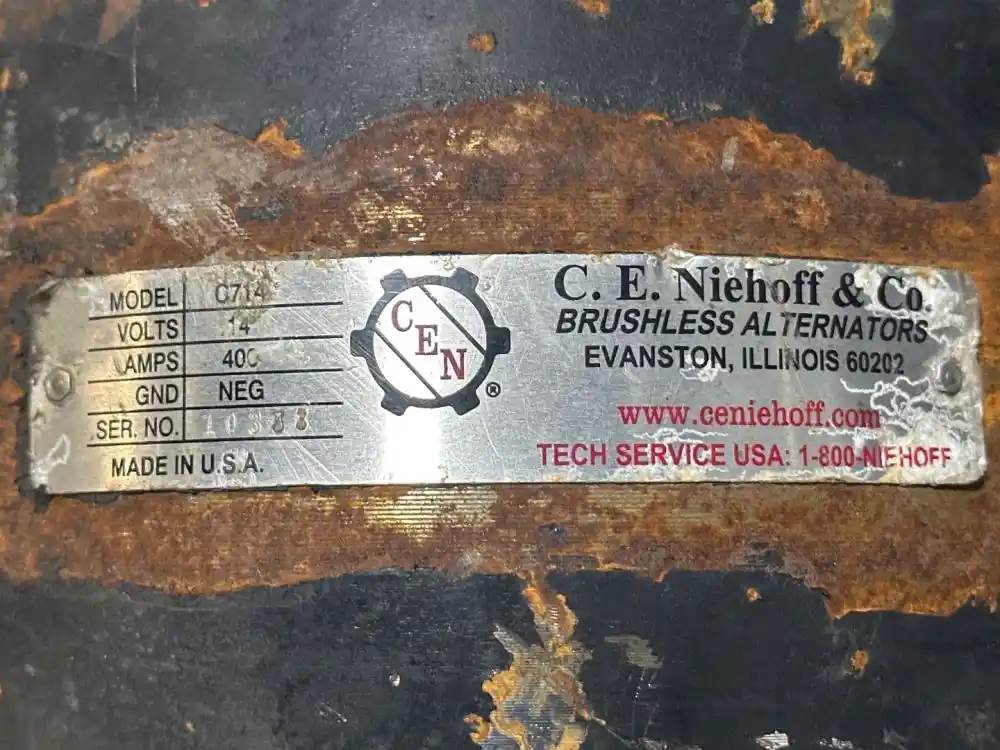 MODEL C714
VOLTS 14
AMPS 400
GND NEG
SER. NO.
MADE IN U.S.A.
CEN
®
C. E. Niehoff & Co.
BRUSHLESS ALTERNATORS
EVANSTON, ILLINOIS 60202
www.ceniehoff.com
TECH SERVICE USA: 1-800-NIEHOFF